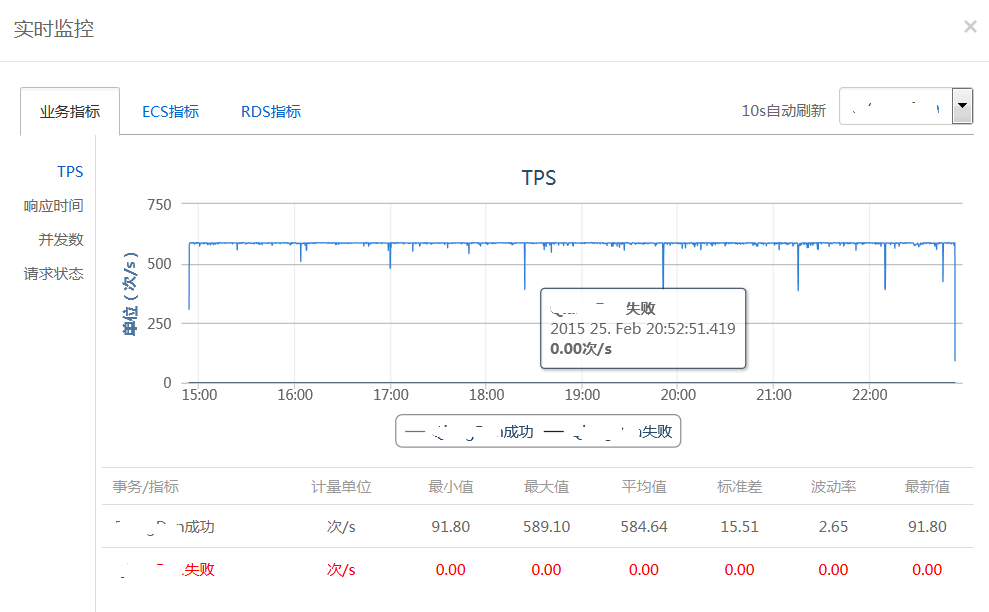 实时监控
×
业务指标 ECS指标 RDS指标 10s自动刷新
TPS
响应时间
并发数
请求状态
TPS
单位 ( 次/s )
750
500
250
0
15:00 16:00 17:00 18:00 19:00 20:00 21:00 22:00
失败
2015 25. Feb 20:52:51.419
0.00次/s
成功 失败
事务/指标 计量单位 最小值 最大值 平均值 标准差 波动率 最新值
成功 次/s 91.80 589.10 584.64 15.51 2.65 91.80
失败 次/s 0.00 0.00 0.00 0.00 0.00 0.00